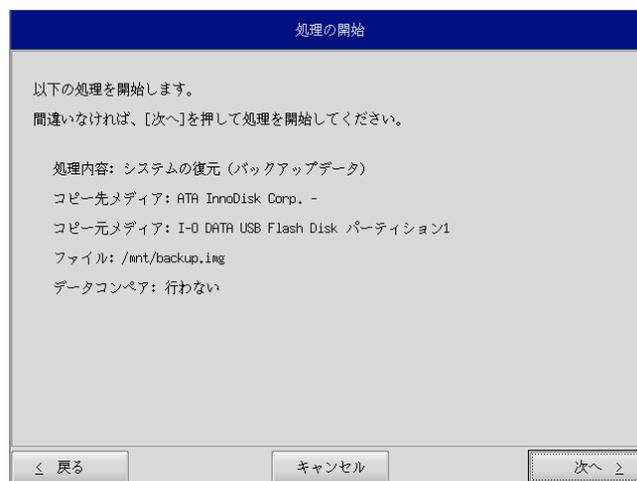 処理の開始
以下の処理を開始します。
間違いなければ、[次へ]を押して処理を開始してください。
処理内容: システムの復元 (バックアップデータ)
コピー先メディア: ATA InnoDisk Corp. -
コピー元メディア: I-O DATA USB Flash Disk パーティション1
ファイル: /mnt/backup.img
データコンペア: 行わない
< 戻る
キャンセル
次へ >